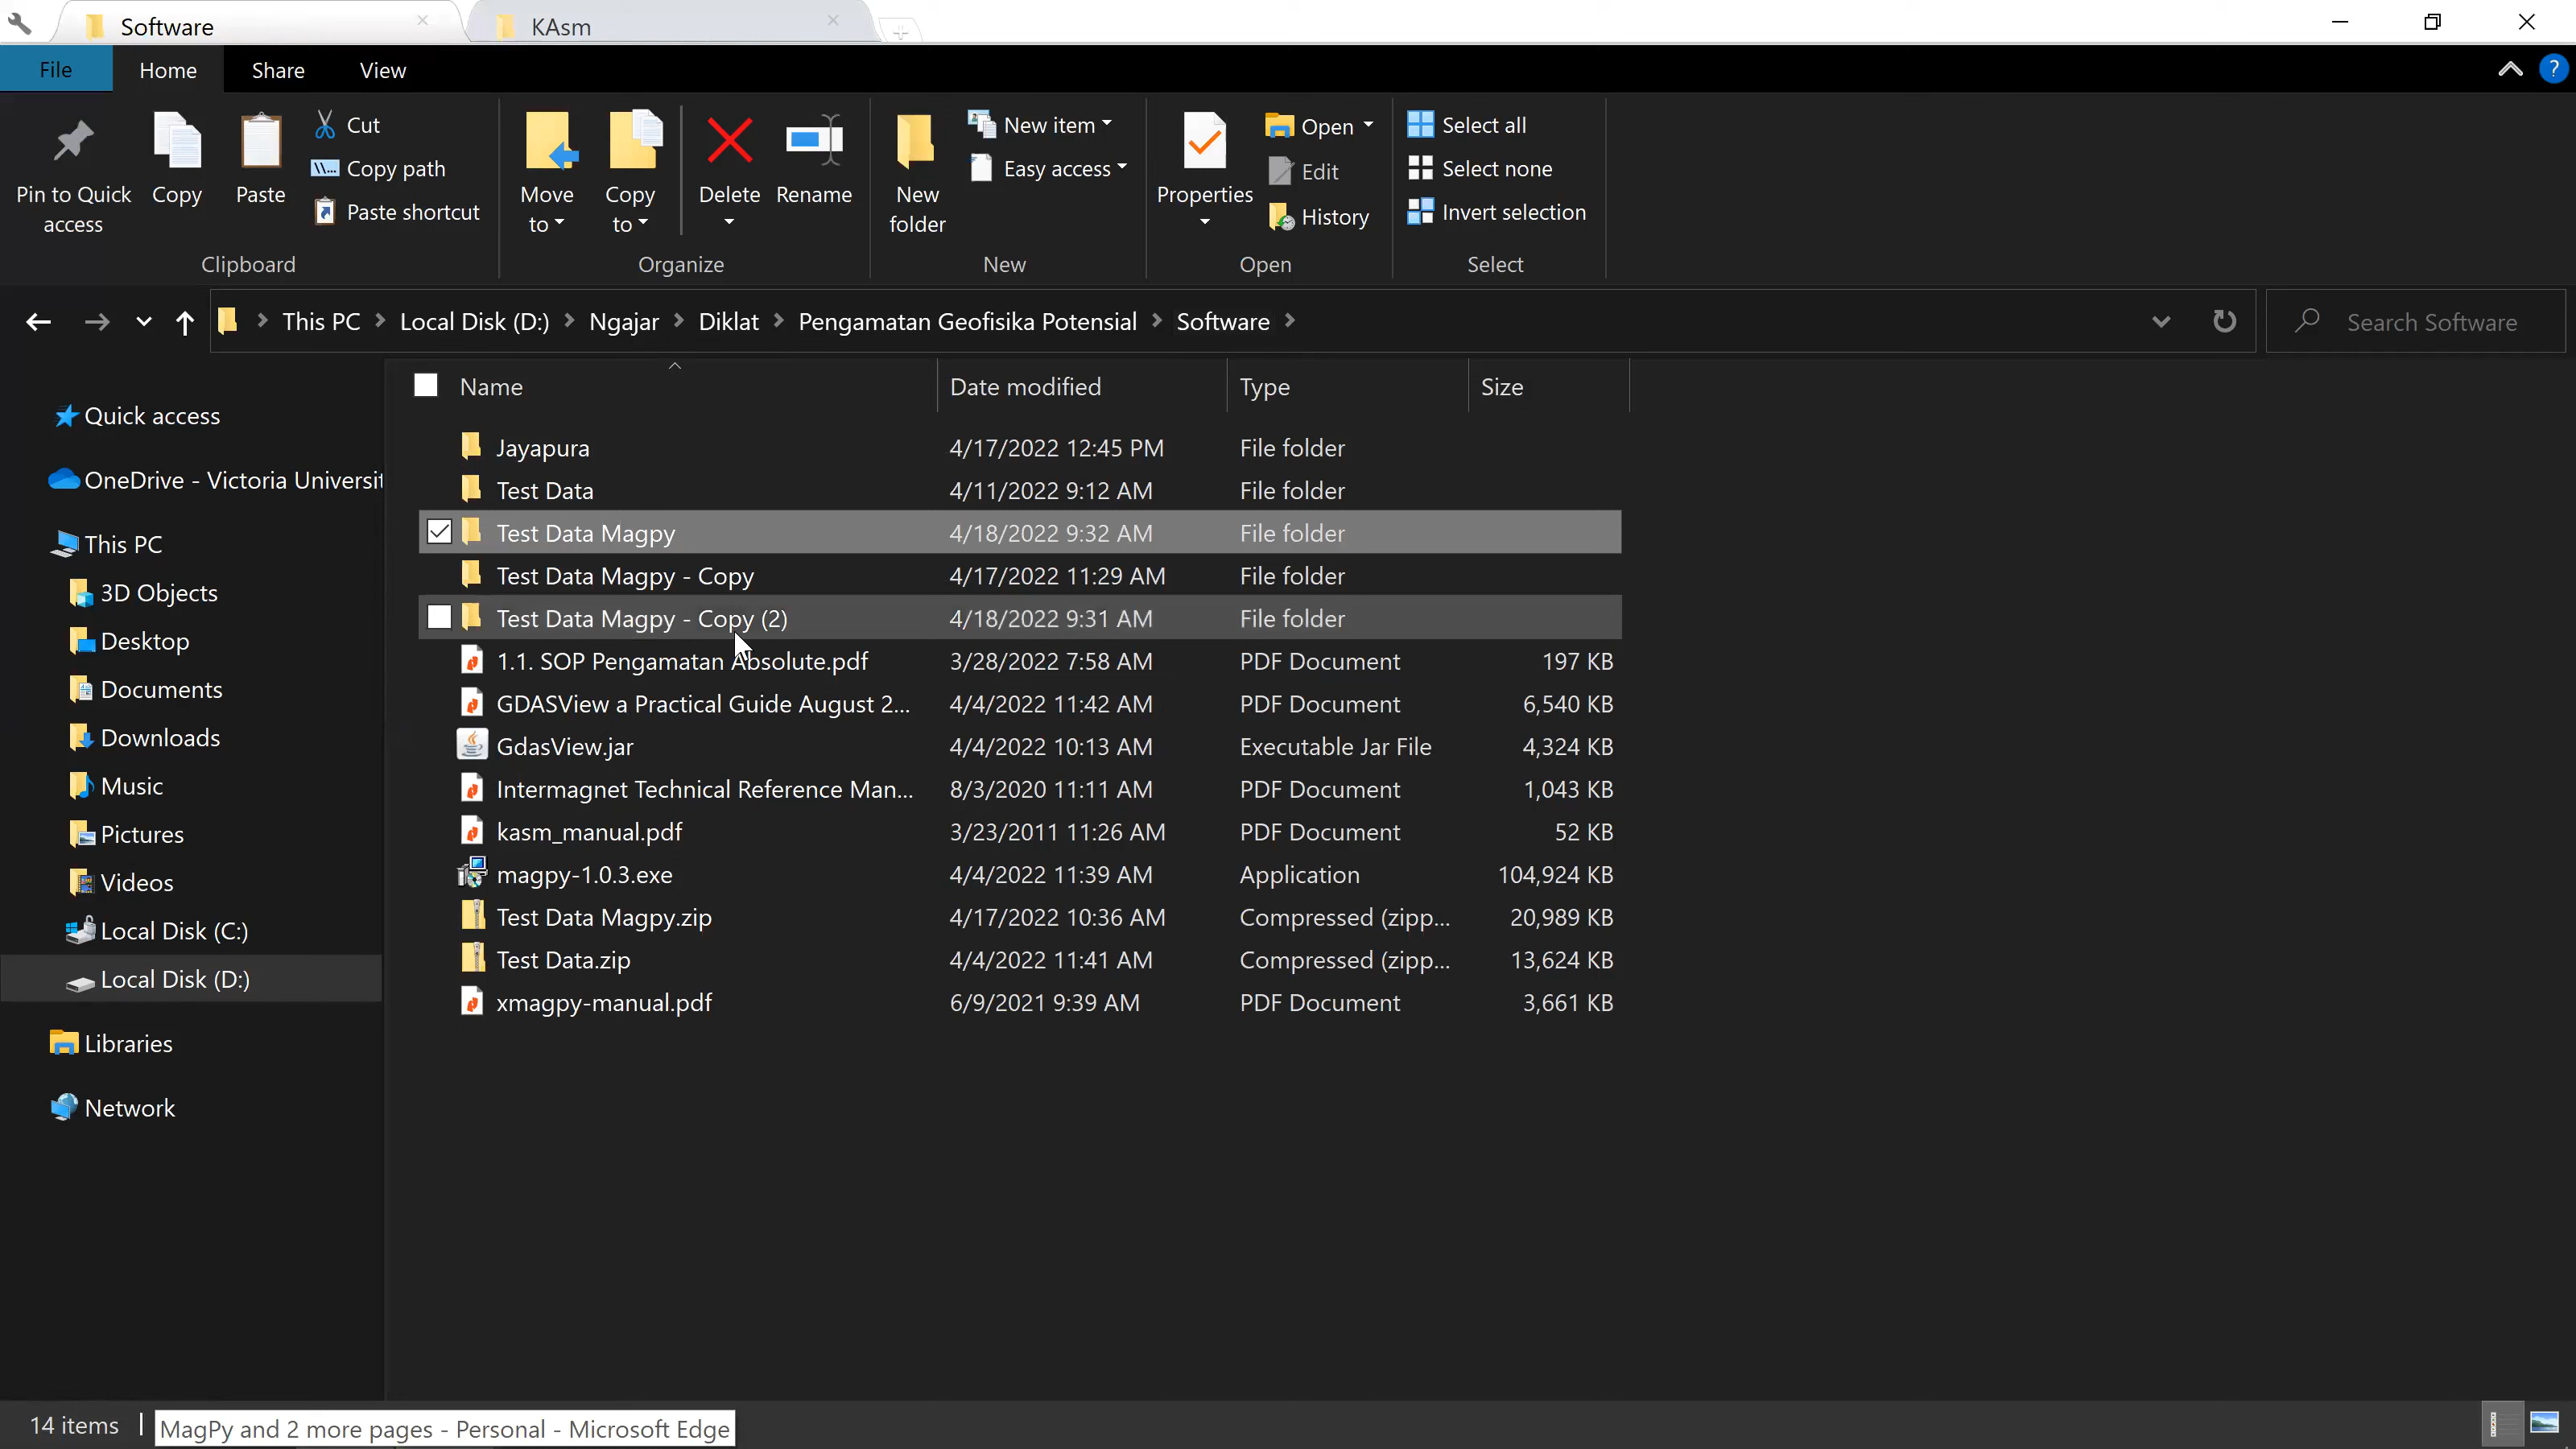 Software
KAsm
File
Home
Share
View
Pin to Quick access
Copy
Paste
Cut
Copy path
Paste shortcut
Clipboard
Move to
Copy to
Delete
Rename
Organize
New folder
New item
Easy access
New
Properties
Open
Edit
History
Open
Select all
Select none
Invert selection
Select
This PC
Local Disk (D:)
Ngajar
Diklat
Pengamatan Geofisika Potensial
Software
Search Software
Quick access
OneDrive - Victoria Universit
This PC
3D Objects
Desktop
Documents
Downloads
Music
Pictures
Videos
Local Disk (C:)
Local Disk (D:)
Libraries
Network
Name Date modified Type Size
Jayapura 4/17/2022 12:45 PM File folder
Test Data 4/11/2022 9:12 AM File folder
Test Data Magpy 4/18/2022 9:32 AM File folder
Test Data Magpy - Copy 4/17/2022 11:29 AM File folder
Test Data Magpy - Copy (2) 4/18/2022 9:31 AM File folder
1.1. SOP Pengamatan Absolute.pdf 3/28/2022 7:58 AM PDF Document 197 KB
GDASView a Practical Guide August 2... 4/4/2022 11:42 AM PDF Document 6,540 KB
GdasView.jar 4/4/2022 10:13 AM Executable Jar File 4,324 KB
Intermagnet Technical Reference Man... 8/3/2020 11:11 AM PDF Document 1,043 KB
kasm_manual.pdf 3/23/2011 11:26 AM PDF Document 52 KB
magpy-1.0.3.exe 4/4/2022 11:39 AM Application 104,924 KB
Test Data Magpy.zip 4/17/2022 10:36 AM Compressed (zipp... 20,989 KB
Test Data.zip 4/4/2022 11:41 AM Compressed (zipp... 13,624 KB
xmagpy-manual.pdf 6/9/2021 9:39 AM PDF Document 3,661 KB
14 items
MagPy and 2 more pages - Personal - Microsoft Edge